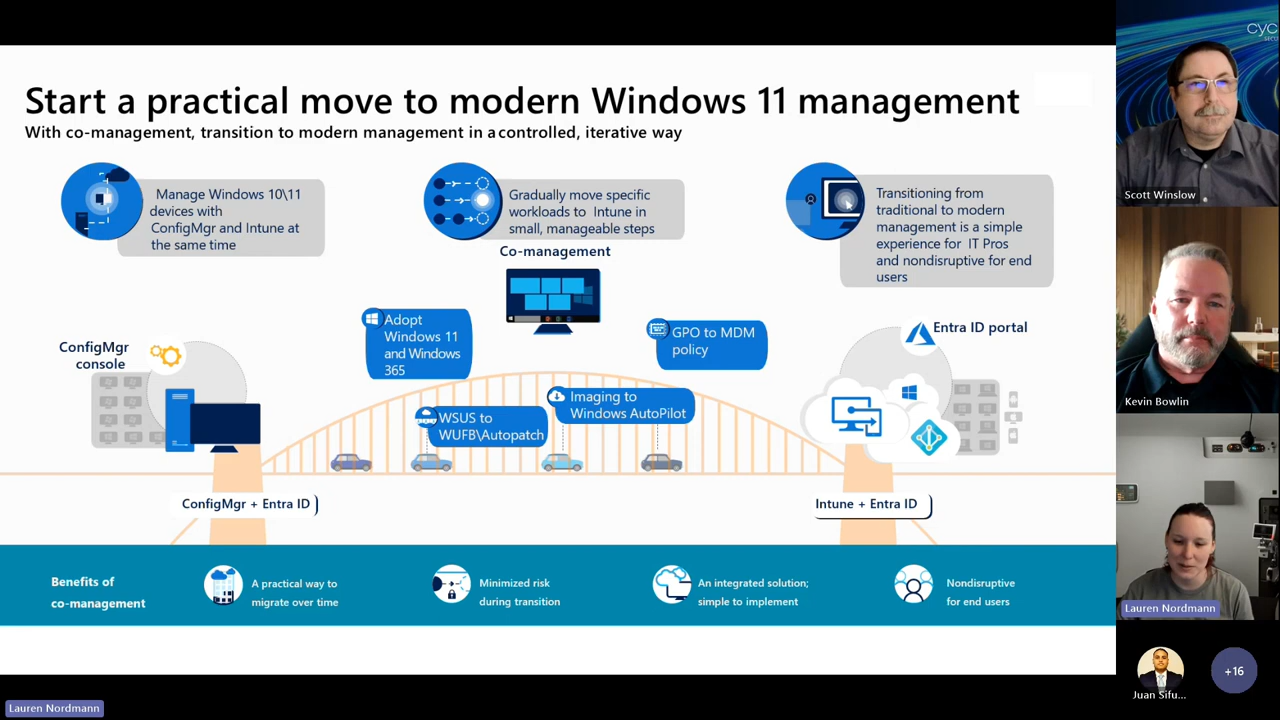 Start a practical move to modern Windows 11 management
With co-management, transition to modern management in a controlled, iterative way
Manage Windows 10\11
devices with
ConfigMgr and Intune at
the same time
Gradually move specific
workloads to Intune in
small, manageable steps
Transitioning from
traditional to modern
management is a simple
experience for IT Pros
and nondisruptive for end
users
Co-management
Adopt
Windows 11
and Windows
365
GPO to MDM
policy
Entra ID portal
ConfigMgr
console
Imaging to
Windows AutoPilot
WSUS to
WUFB\Autopatch
ConfigMgr + Entra ID
Intune + Entra ID
Benefits of
co-management
A practical way to
migrate over time
Minimized risk
during transition
An integrated solution;
simple to implement
Nondisruptive
for end users
Lauren Nordmann
cyc
Scott Winslow
Kevin Bowlin
Lauren Nordmann
Juan Sifu...
+16